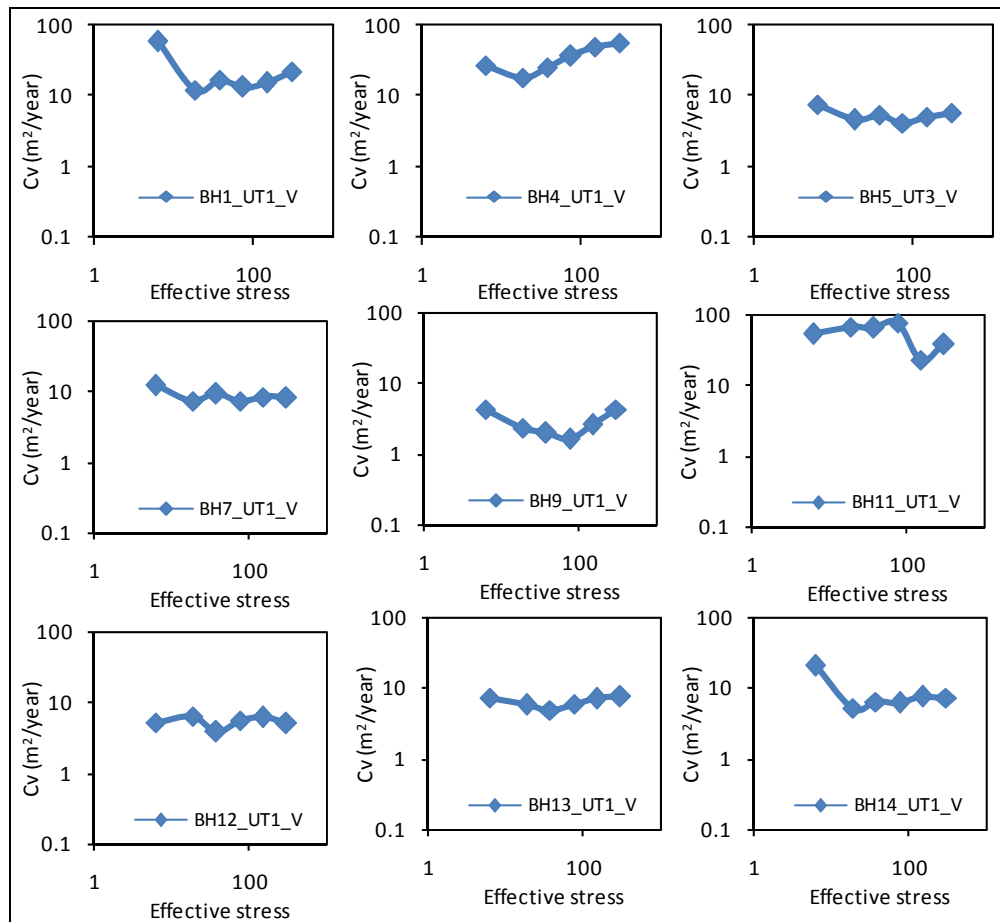 100
10
1
0.1
Cv (m²/year)
BH1_UT1_V
1
100
Effective stress
100
10
1
0.1
Cv (m²/year)
BH4_UT1_V
1
100
Effective stress
100
10
1
0.1
Cv (m²/year)
BH5_UT3_V
1
100
Effective stress
100
10
1
0.1
Cv (m²/year)
BH7_UT1_V
1
100
Effective stress
100
10
1
0.1
Cv (m²/year)
BH9_UT1_V
1
100
Effective stress
100
10
1
0.1
Cv (m²/year)
BH11_UT1_V
1
100
Effective stress
100
10
1
0.1
Cv (m²/year)
BH12_UT1_V
1
100
Effective stress
100
10
1
0.1
Cv (m²/year)
BH13_UT1_V
1
100
Effective stress
100
10
1
0.1
Cv (m²/year)
BH14_UT1_V
1
100
Effective stress